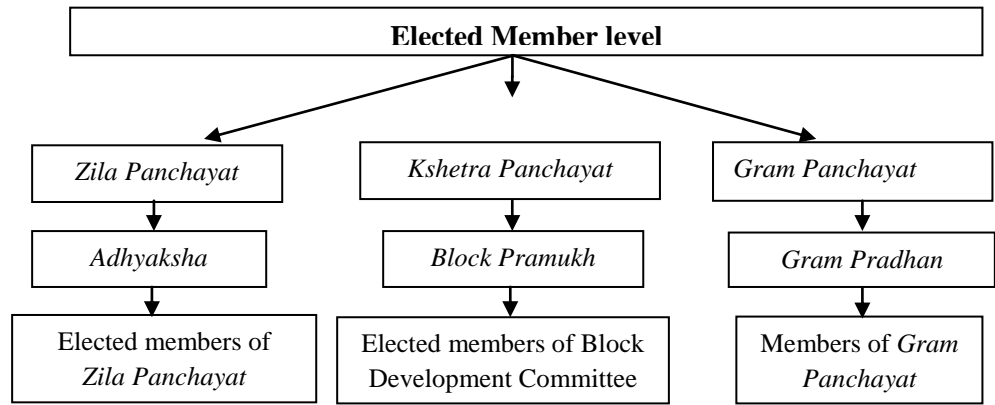 Elected Member level
Zila Panchayat
Kshetra Panchayat
Gram Panchayat
Adhyaksha
Block Pramukh
Gram Pradhan
Elected members of
Zila Panchayat
Elected members of Block
Development Committee
Members of Gram
Panchayat